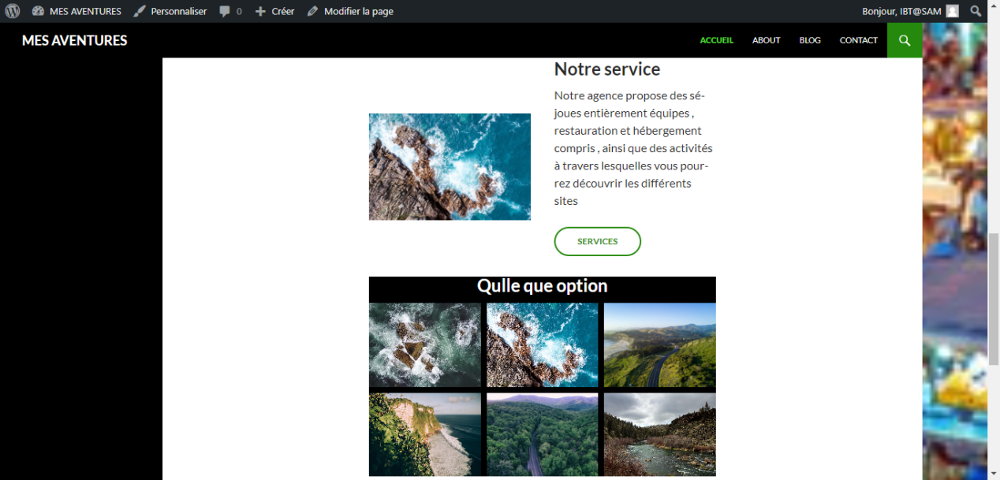 MES AVENTURES Personnaliser 0 Créer Modifier la page Bonjour, IBT@SAM
MES AVENTURES ACCUEIL ABOUT BLOG CONTACT
Notre service
Notre agence propose des sé-
joues entièrement équipes ,
restauration et hébergement
compris , ainsi que des activités
à travers lesquelles vous pour-
rez découvrir les différents
sites
SERVICES
Qulle que option